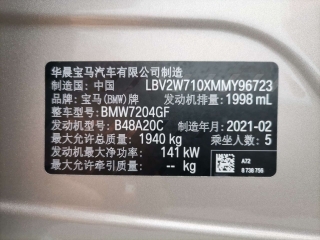 华晨宝马汽车有限公司制造
制造国：中国 LBV2W710XMMY96723
品牌：宝马(BMW)牌 发动机排量：1998 mL
整车型号：BMW7204GF
发动机型号：B48A20C 制造年月：2021-02
最大允许总质量：1940 kg 乘坐人数：5
发动机最大净功率：141 kW
最大允许牵引质量：-- kg
A72
8 738 798